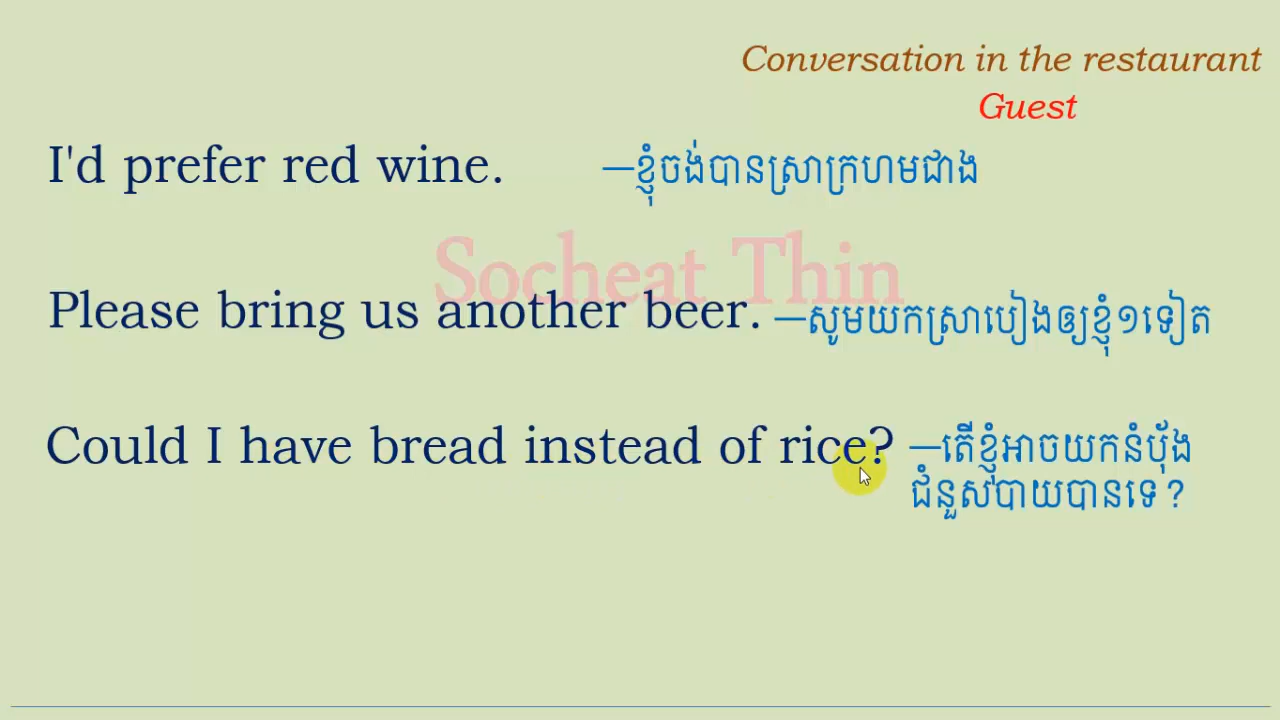 Conversation in the restaurant
Guest
I'd prefer red wine. —ខ្ញុំចង់បានស្រាក្រហមជាង
Socheat Thin
Please bring us another beer. —សូមយកស្រាបៀងឲ្យខ្ញុំ១ទៀត
Could I have bread instead of rice? —តើខ្ញុំអាចយកនំប៉័ង
ជំនួសបាយបានទេ?